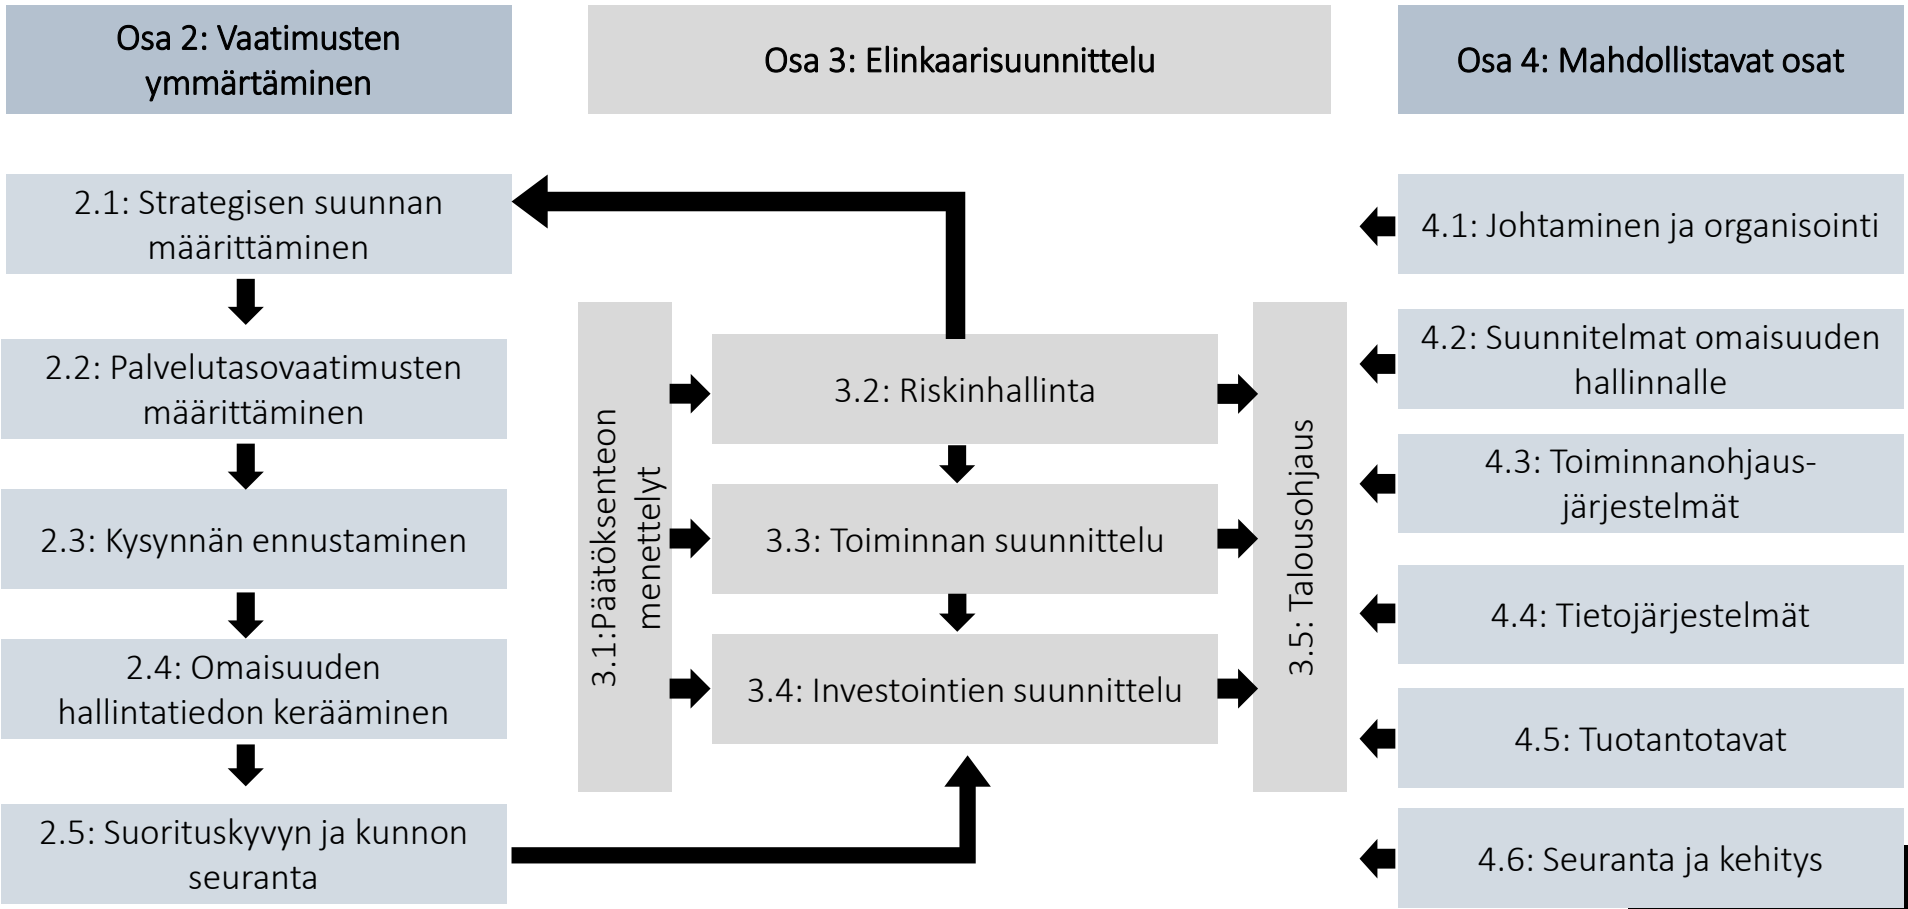 Osa 2: Vaatimusten
ymmärtäminen
Osa 3: Elinkaarisuunnittelu
Osa 4: Mahdollistavat osat
2.1: Strategisen suunnan
määrittäminen
2.2: Palvelutasovaatimusten
määrittäminen
2.3: Kysynnän ennustaminen
2.4: Omaisuuden
hallintatiedon kerääminen
2.5: Suorituskyvyn ja kunnon
seuranta
3.1:Päätöksenteon
menettelyt
3.2: Riskinhallinta
3.3: Toiminnan suunnittelu
3.4: Investointien suunnittelu
3.5: Talousohjaus
4.1: Johtaminen ja organisointi
4.2: Suunnitelmat omaisuuden
hallinnalle
4.3: Toiminnanohjaus-
järjestelmät
4.4: Tietojärjestelmät
4.5: Tuotantotavat
4.6: Seuranta ja kehitys